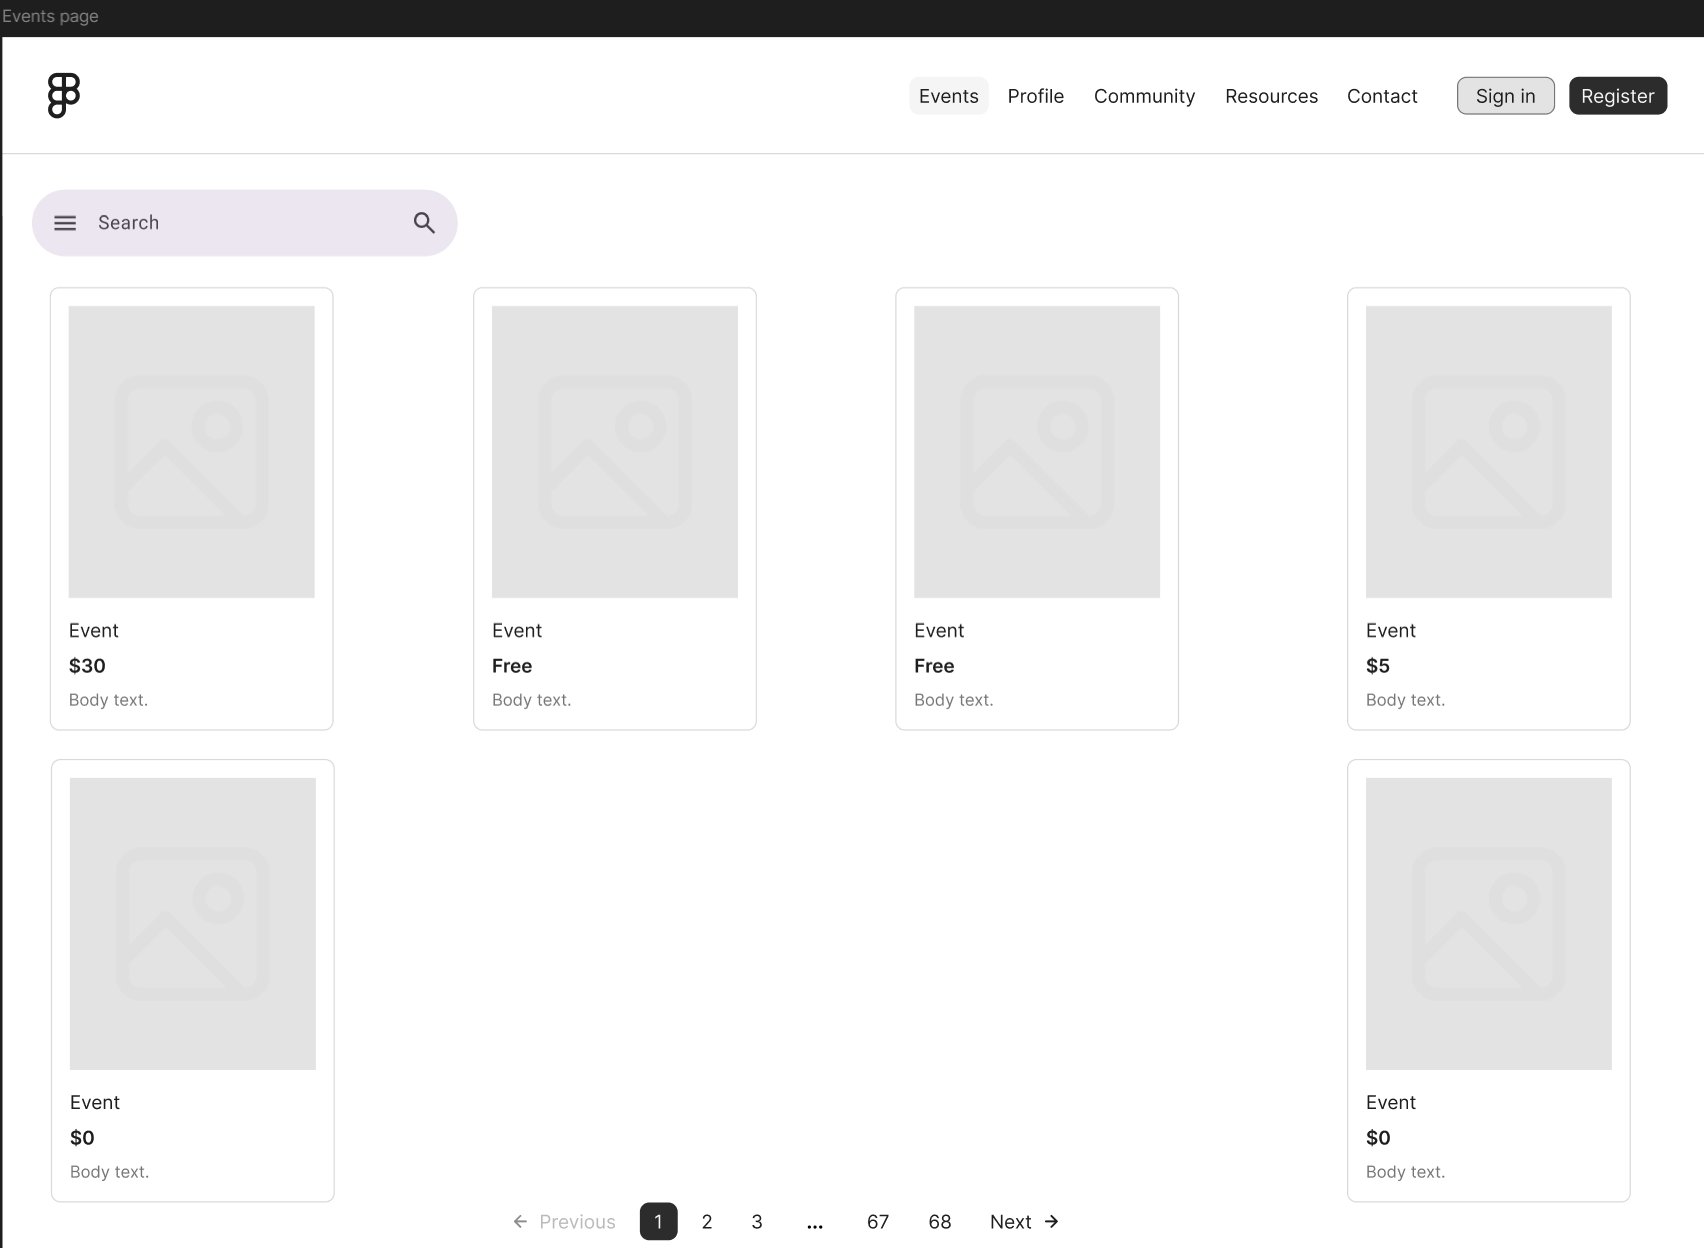 Events page
Events Profile Community Resources Contact Sign in Register
Search
Event
$30
Body text.
Event
Free
Body text.
Event
Free
Body text.
Event
$5
Body text.
Event
$0
Body text.
Event
$0
Body text.
← Previous 1 2 3 ... 67 68 Next →